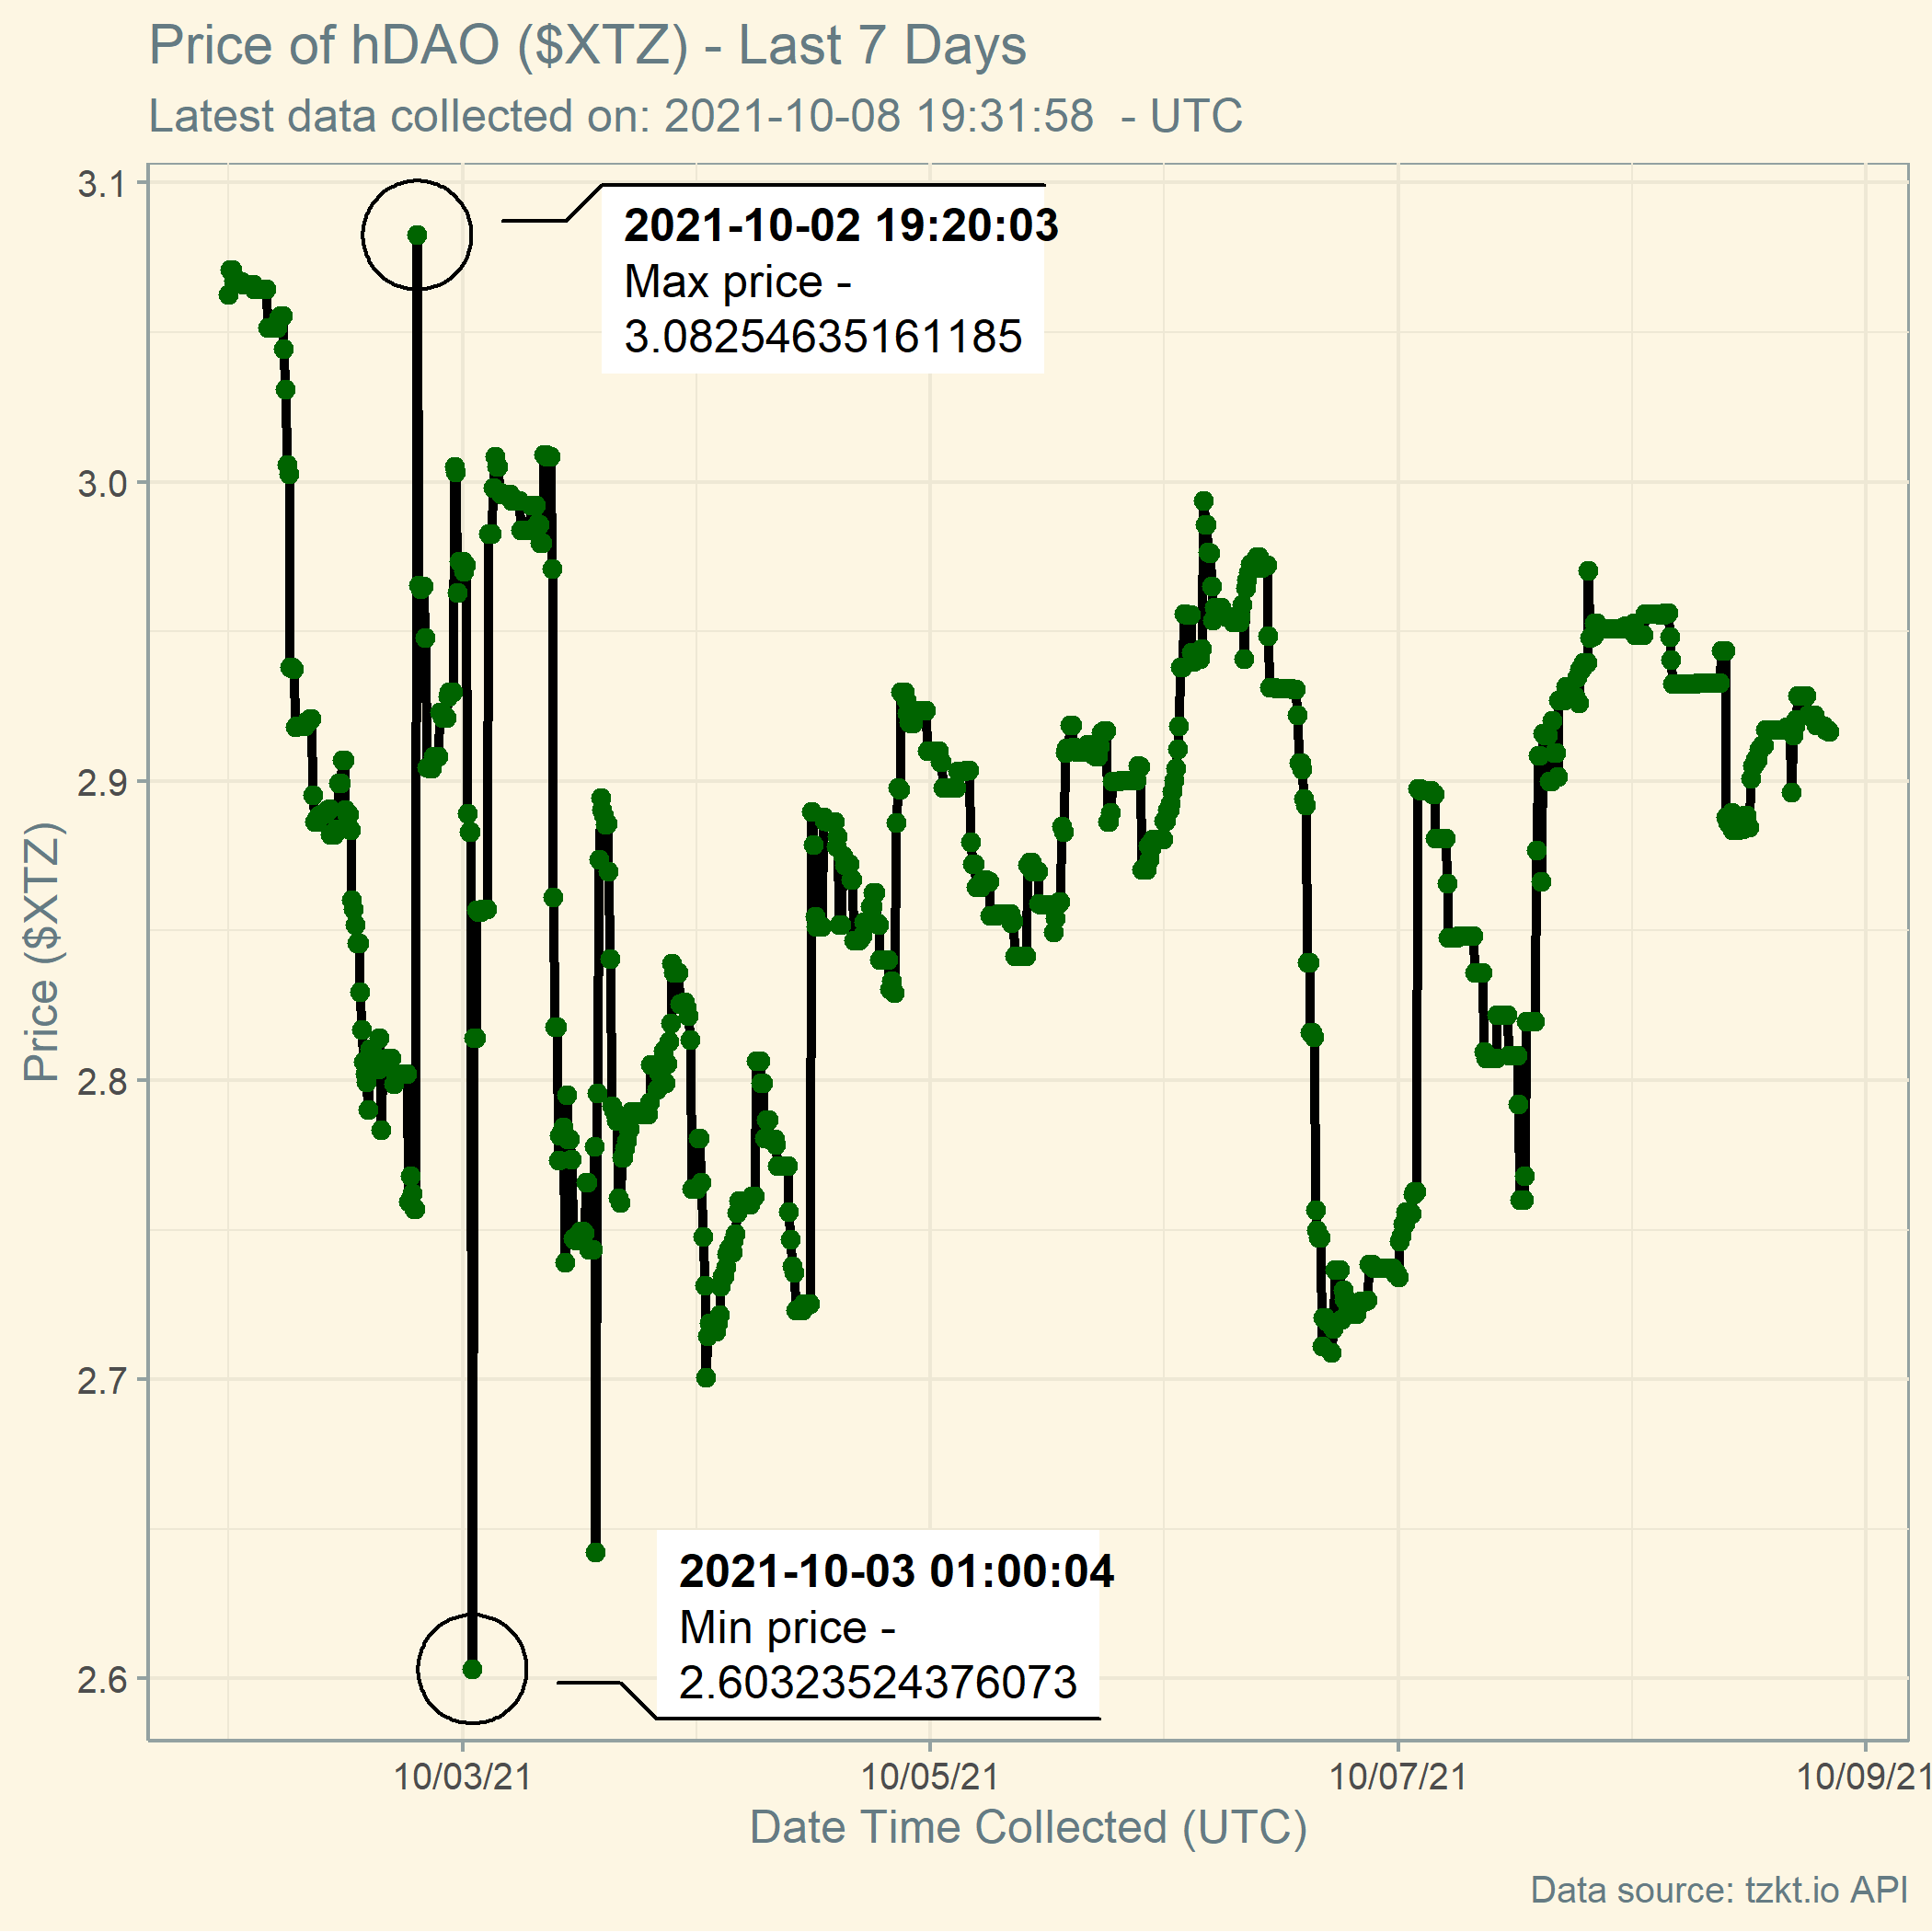 Price of hDAO ($XTZ) - Last 7 Days
Latest data collected on: 2021-10-08 19:31:58  - UTC
Price ($XTZ)
3.1
3.0
2.9
2.8
2.7
2.6
2021-10-02 19:20:03
Max price -
3.08254635161185
2021-10-03 01:00:04
Min price -
2.60323524376073
10/03/21
10/05/21
10/07/21
10/09/21
Date Time Collected (UTC)
Data source: tzkt.io API